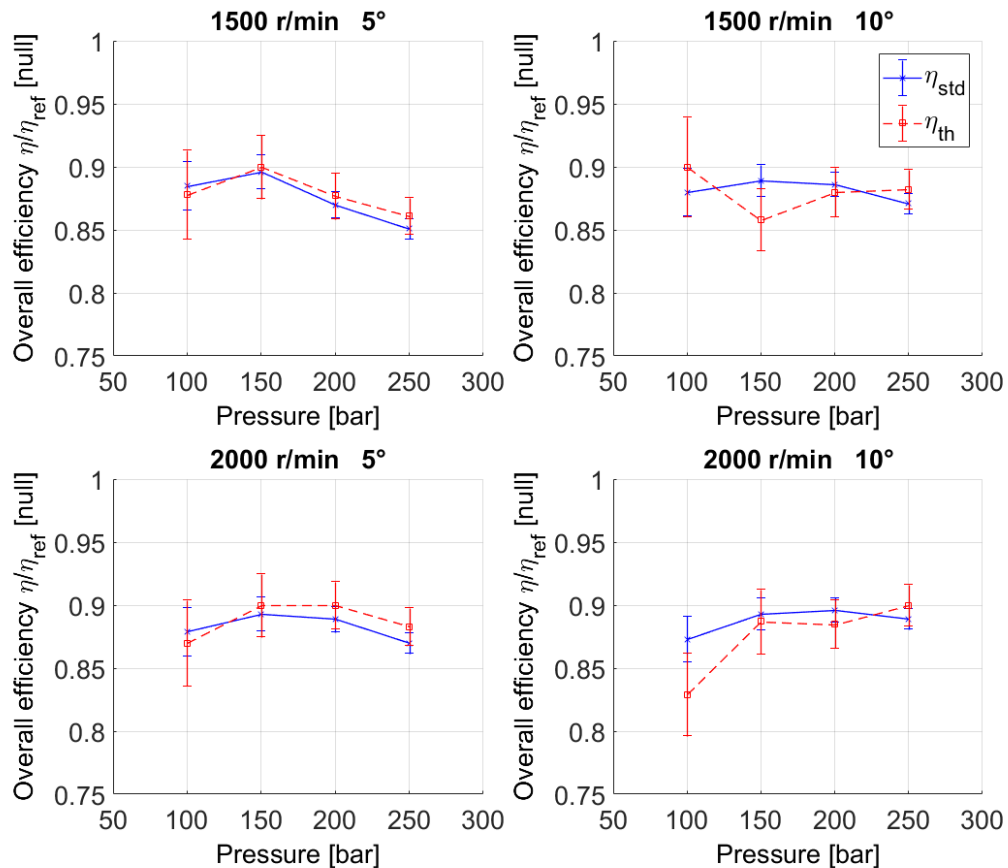 1500 r/min 5°
Overall efficiency η/η_ref [null]
1
0.95
0.9
0.85
0.8
0.75
50 100 150 200 250 300
Pressure [bar]
1500 r/min 10°
Overall efficiency η/η_ref [null]
1
0.95
0.9
0.85
0.8
0.75
50 100 150 200 250 300
Pressure [bar]
η_std
η_th
2000 r/min 5°
Overall efficiency η/η_ref [null]
1
0.95
0.9
0.85
0.8
0.75
50 100 150 200 250 300
Pressure [bar]
2000 r/min 10°
Overall efficiency η/η_ref [null]
1
0.95
0.9
0.85
0.8
0.75
50 100 150 200 250 300
Pressure [bar]